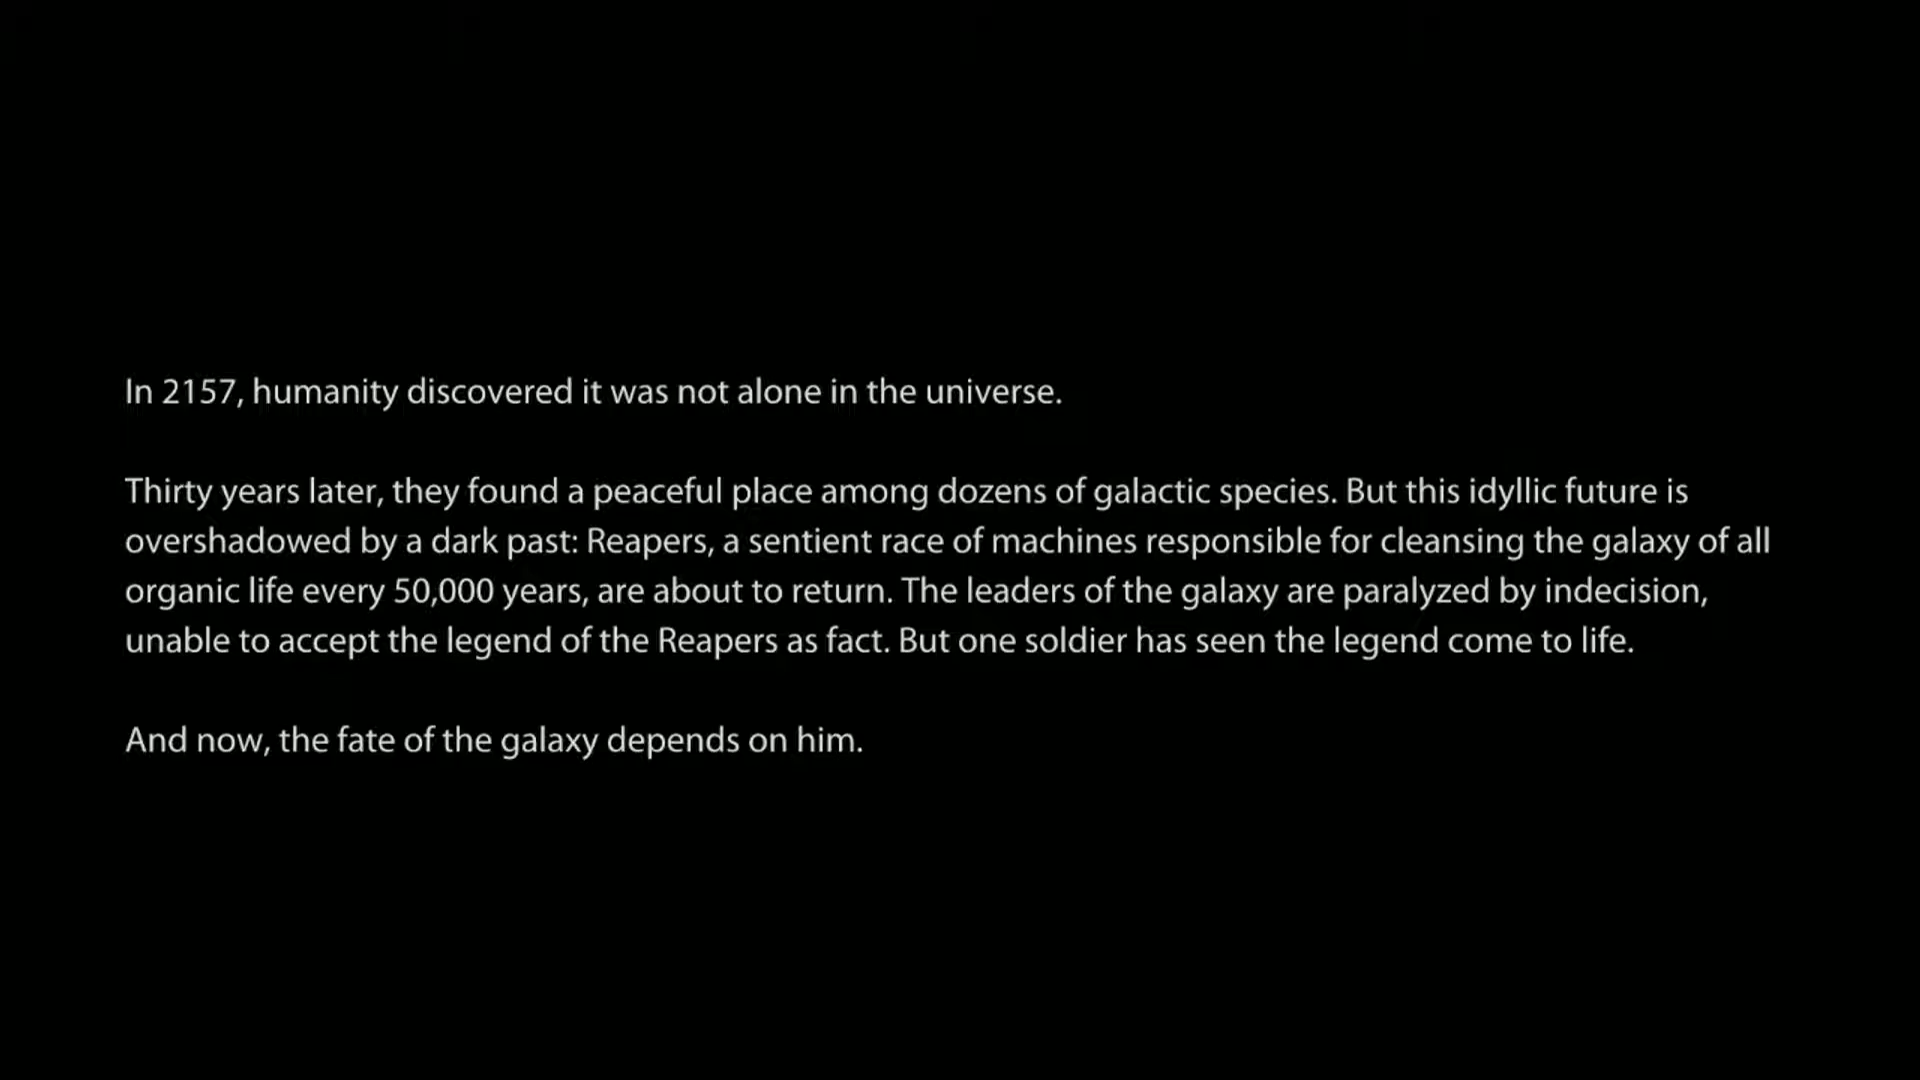 In 2157, humanity discovered it was not alone in the universe.
Thirty years later, they found a peaceful place among dozens of galactic species. But this idyllic future is
overshadowed by a dark past: Reapers, a sentient race of machines responsible for cleansing the galaxy of all
organic life every 50,000 years, are about to return. The leaders of the galaxy are paralyzed by indecision,
unable to accept the legend of the Reapers as fact. But one soldier has seen the legend come to life.
And now, the fate of the galaxy depends on him.